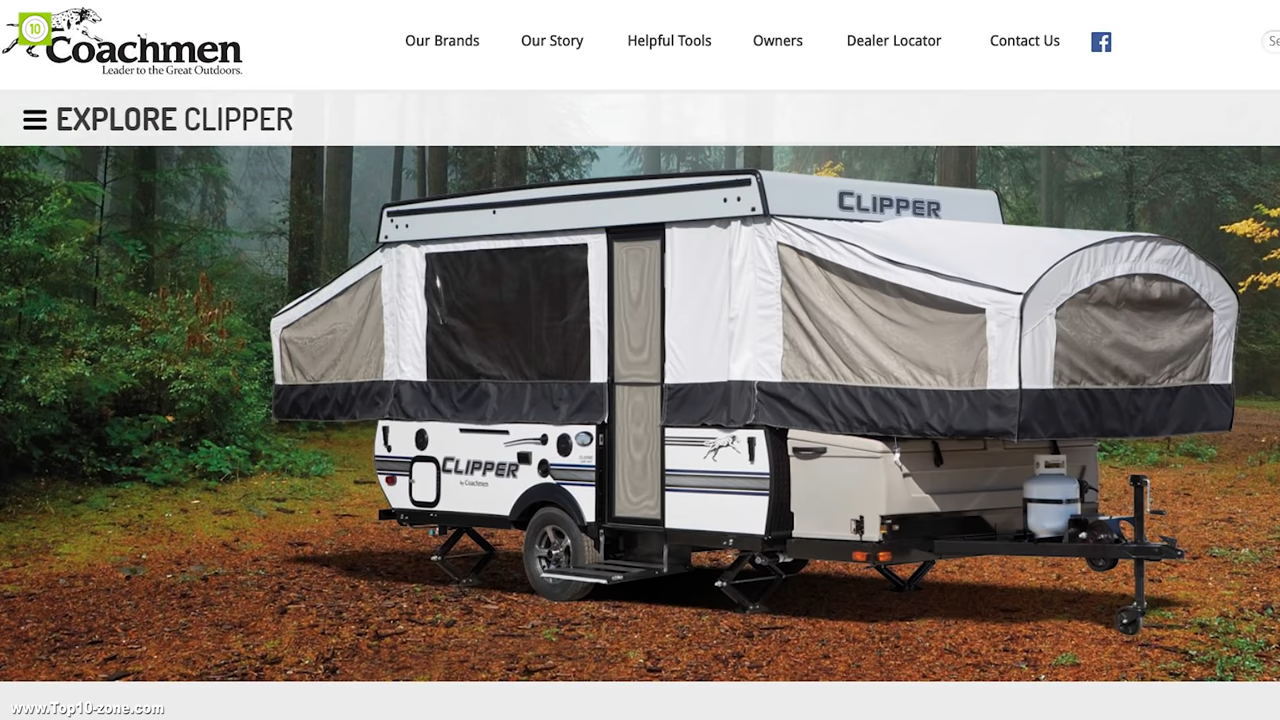 10
Coachmen
Leader to the Great Outdoors.
Our Brands Our Story Helpful Tools Owners Dealer Locator Contact Us f Se
EXPLORE CLIPPER
CLIPPER
CLIPPER
by Coachmen
www.Top10-zone.com